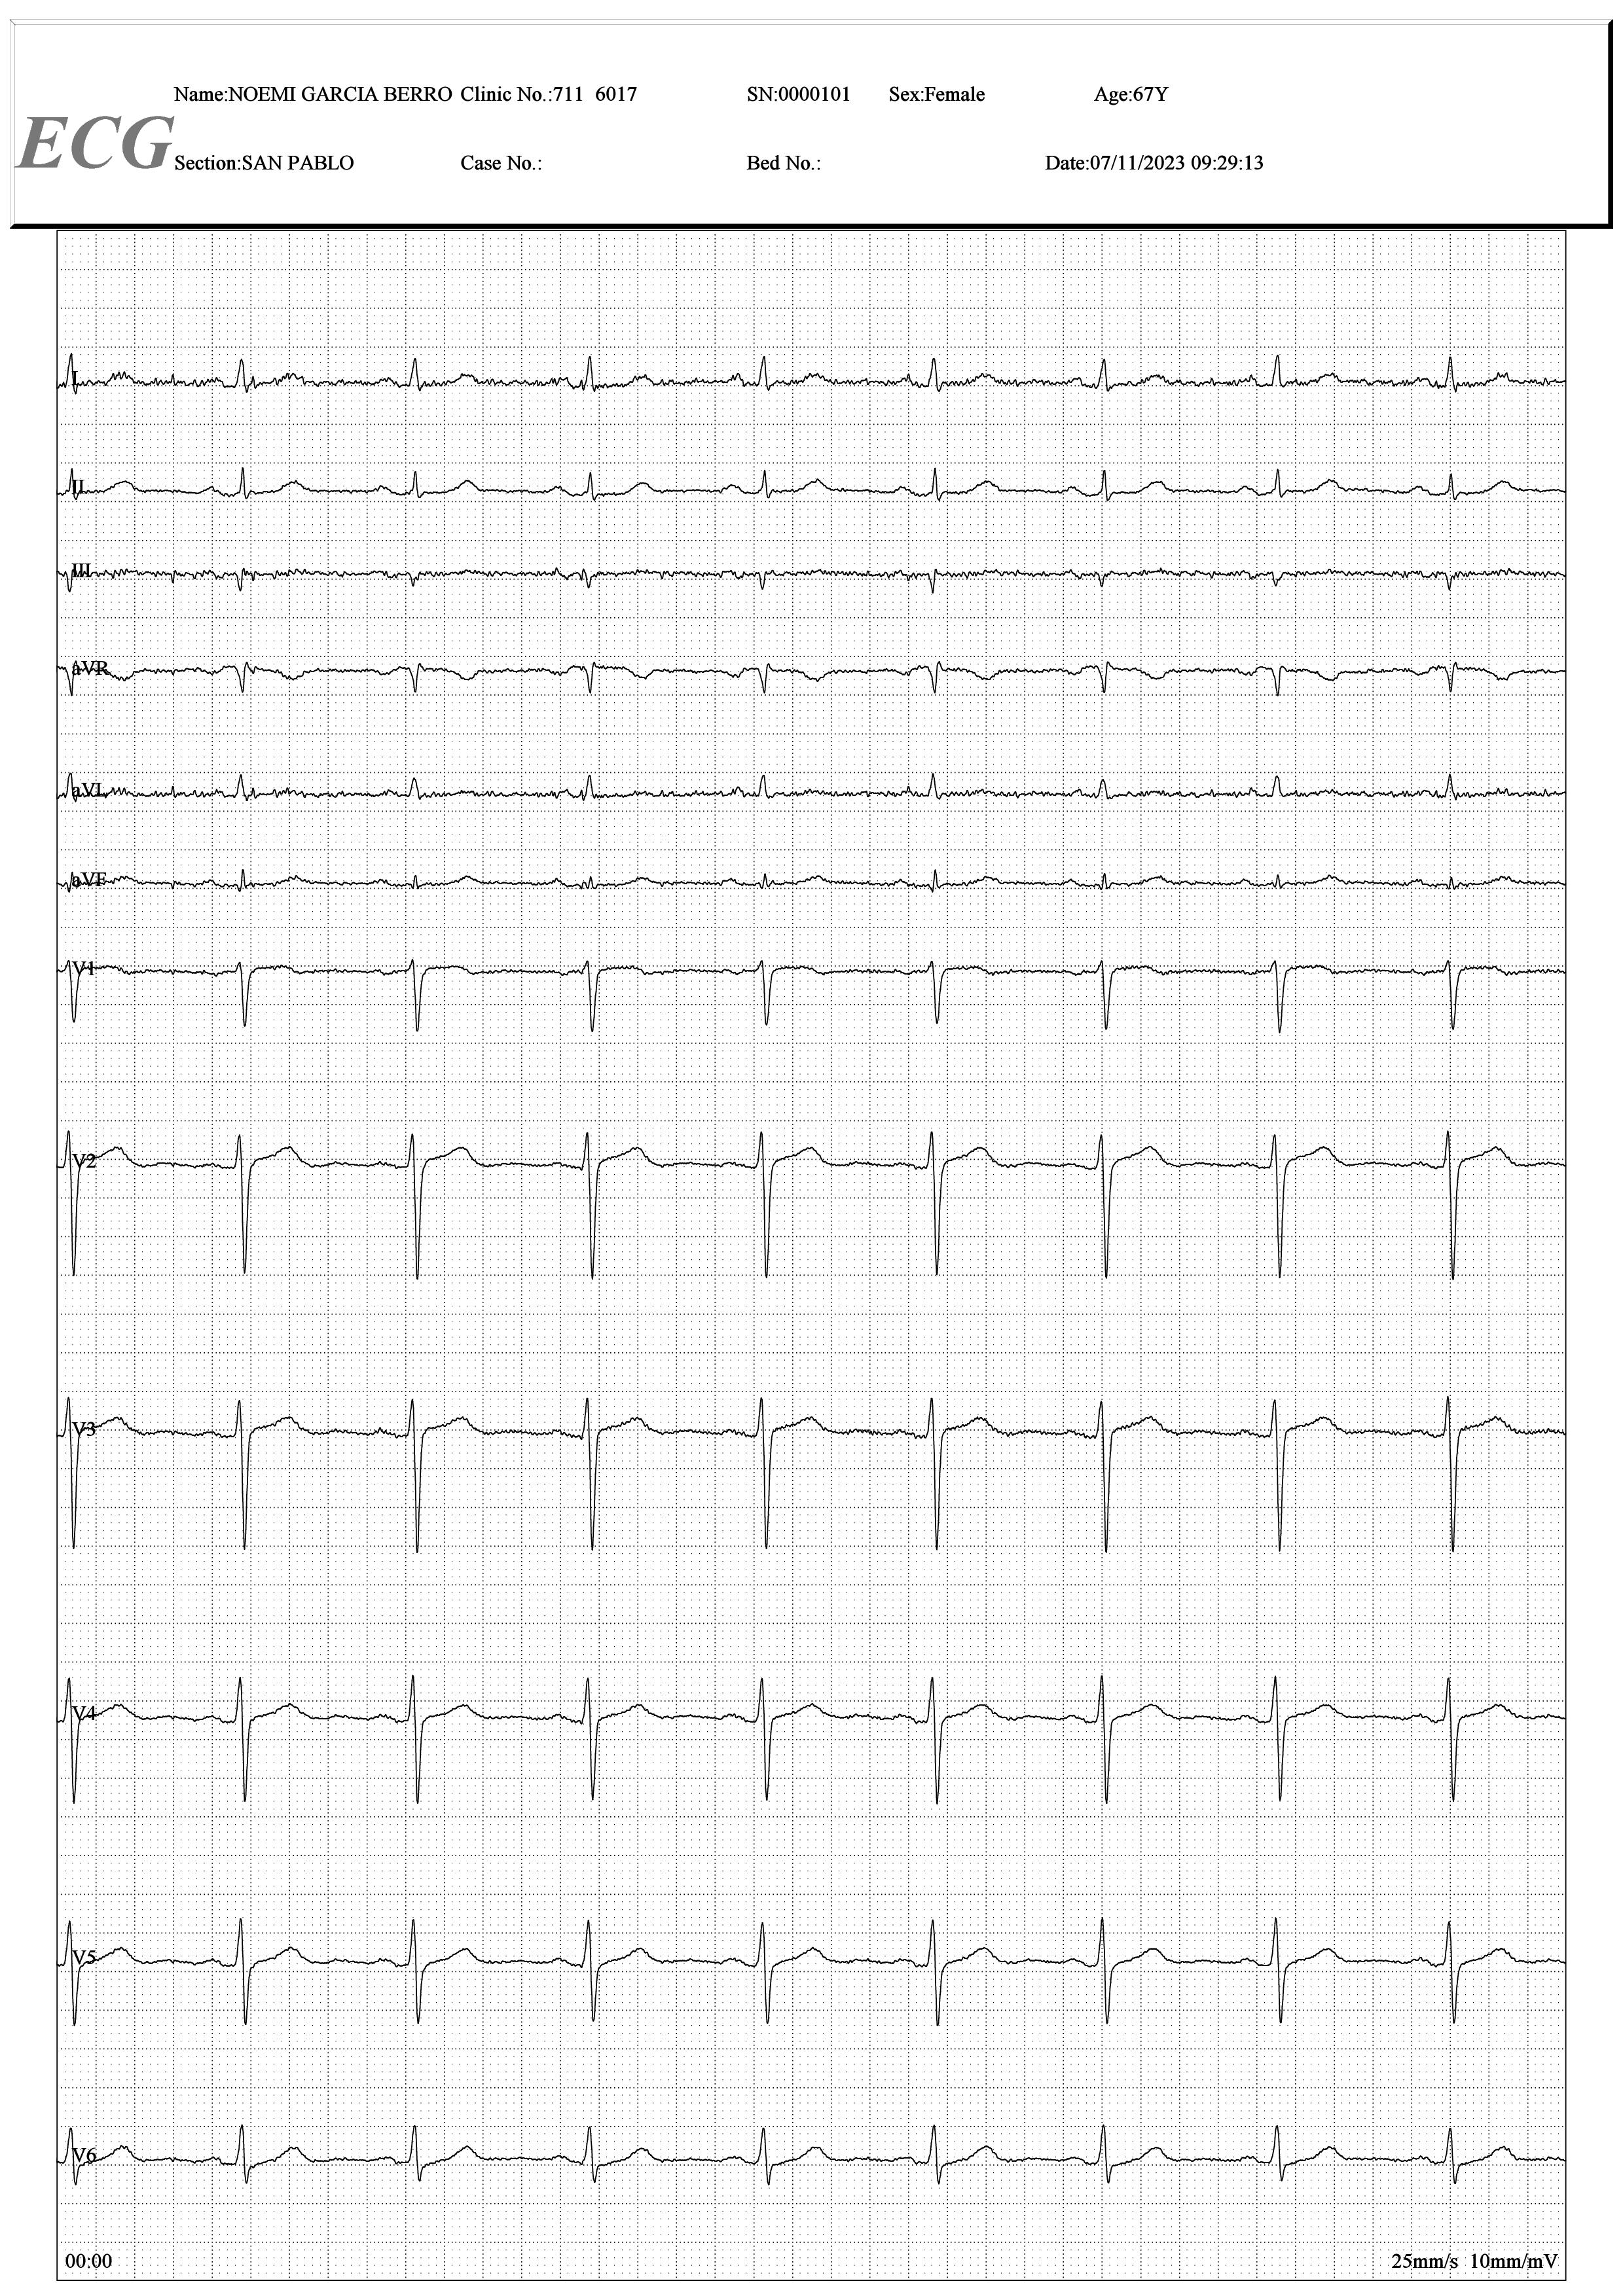 Name:NOEMI GARCIA BERRO Clinic No.:711 6017 SN:0000101 Sex:Female Age:67Y
ECG
Section:SAN PABLO Case No.: Bed No.: Date:07/11/2023 09:29:13
I
II
III
aVR
aVL
aVF
V1
V2
V3
V4
V5
V6
00:00 25mm/s 10mm/mV